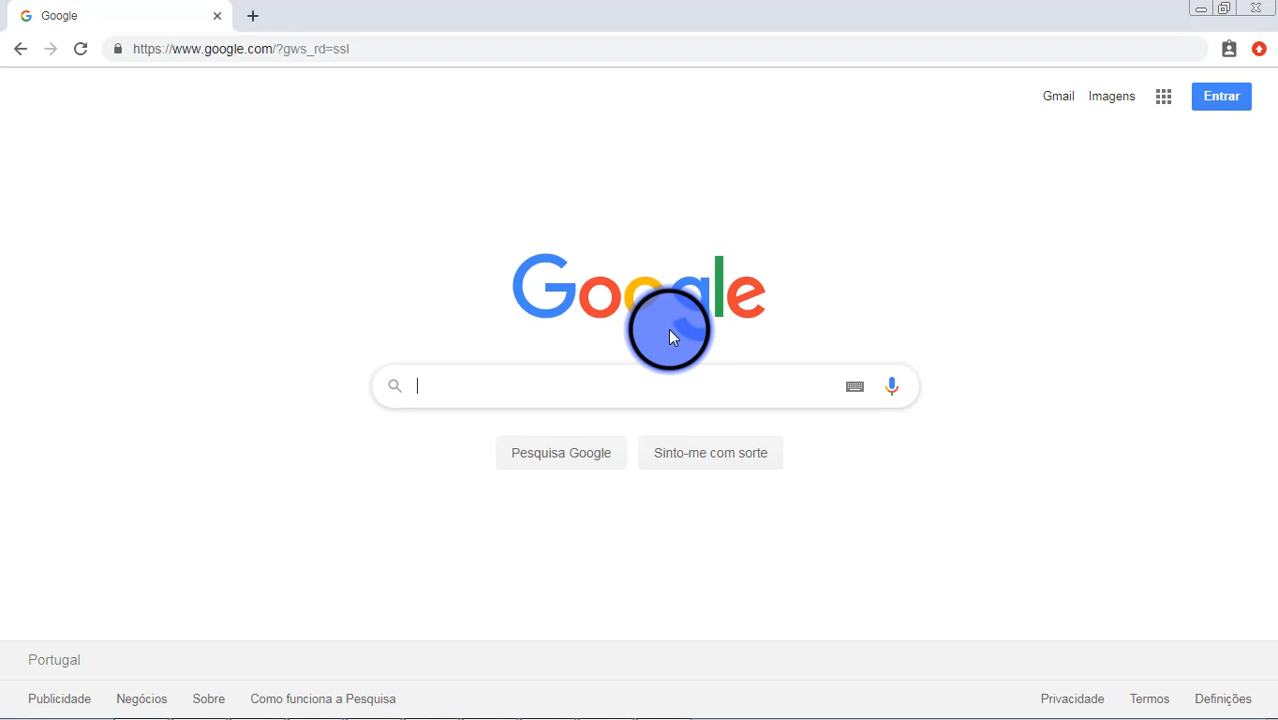 Google
https://www.google.com/?gws_rd=ssl
Gmail Imagens Entrar
Google
Pesquisa Google Sinto-me com sorte
Portugal
Publicidade Negócios Sobre Como funciona a Pesquisa Privacidade Termos Definições